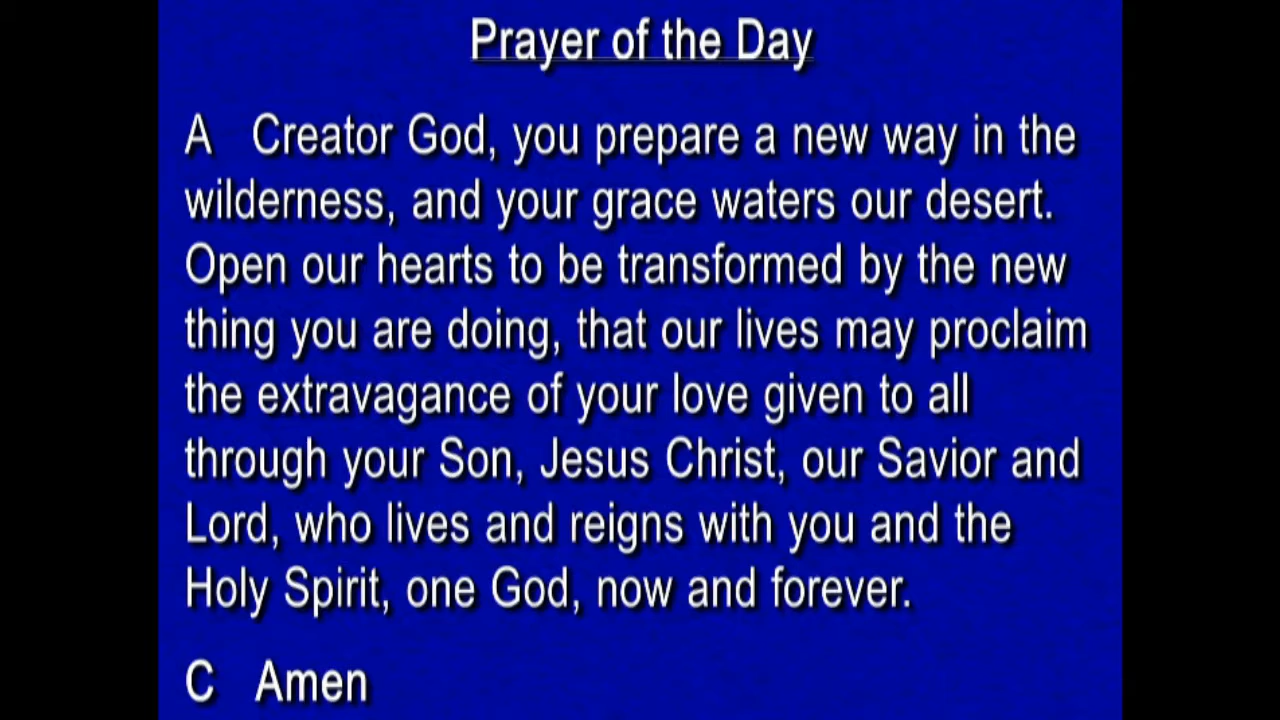 Prayer of the Day
A Creator God, you prepare a new way in the
wilderness, and your grace waters our desert.
Open our hearts to be transformed by the new
thing you are doing, that our lives may proclaim
the extravagance of your love given to all
through your Son, Jesus Christ, our Savior and
Lord, who lives and reigns with you and the
Holy Spirit, one God, now and forever.
C Amen